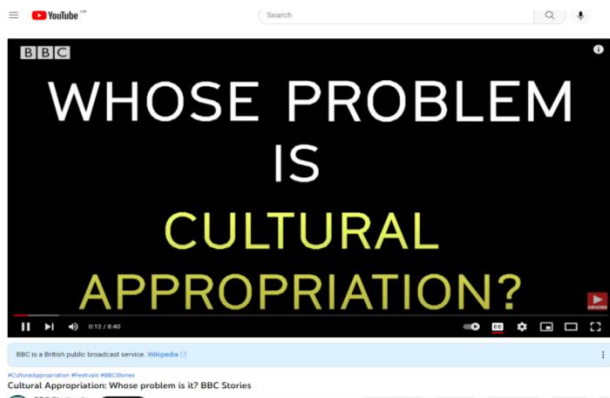 YouTube
Search
BBC
WHOSE PROBLEM
IS
CULTURAL
APPROPRIATION?
0:12 / 8:40
BBC is a British public broadcast service. Wikipedia
#CulturalAppropriation #Festivals #BBCStories
Cultural Appropriation: Whose problem is it? BBC Stories